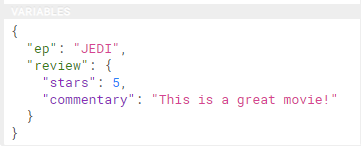 VARIABLES
{
  "ep": "JEDI",
  "review": {
    "stars": 5,
    "commentary": "This is a great movie!"
  }
}